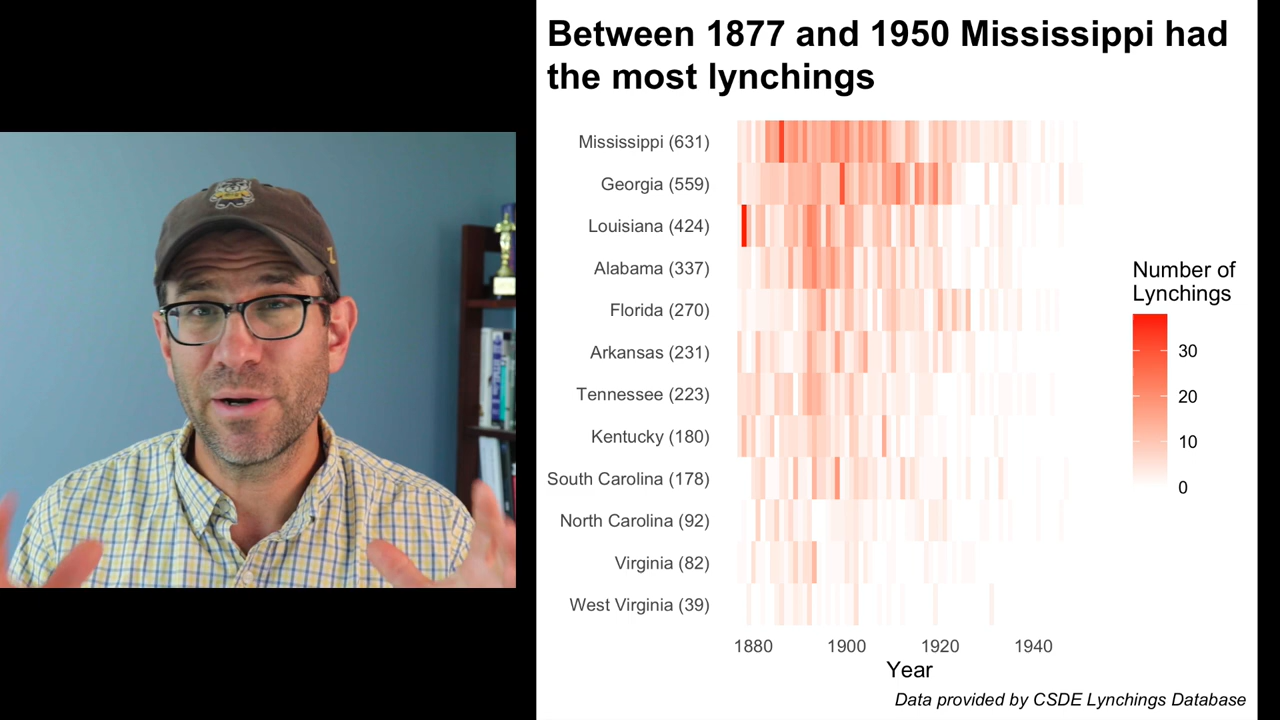 Between 1877 and 1950 Mississippi had
the most lynchings
Mississippi (631)
Georgia (559)
Louisiana (424)
Alabama (337)
Florida (270)
Arkansas (231)
Tennessee (223)
Kentucky (180)
South Carolina (178)
North Carolina (92)
Virginia (82)
West Virginia (39)
1880 1900 1920 1940
Year
Number of
Lynchings
30
20
10
0
Data provided by CSDE Lynchings Database